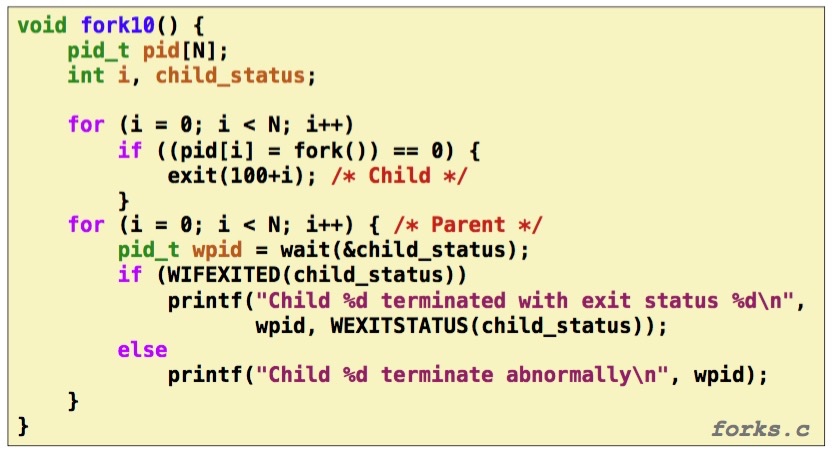 void fork10() {
    pid_t pid[N];
    int i, child_status;

    for (i = 0; i < N; i++)
        if ((pid[i] = fork()) == 0) {
            exit(100+i); /* Child */
        }
    for (i = 0; i < N; i++) { /* Parent */
        pid_t wpid = wait(&child_status);
        if (WIFEXITED(child_status))
            printf("Child %d terminated with exit status %d\n",
                   wpid, WEXITSTATUS(child_status));
        else
            printf("Child %d terminate abnormally\n", wpid);
    }
}
forks.c